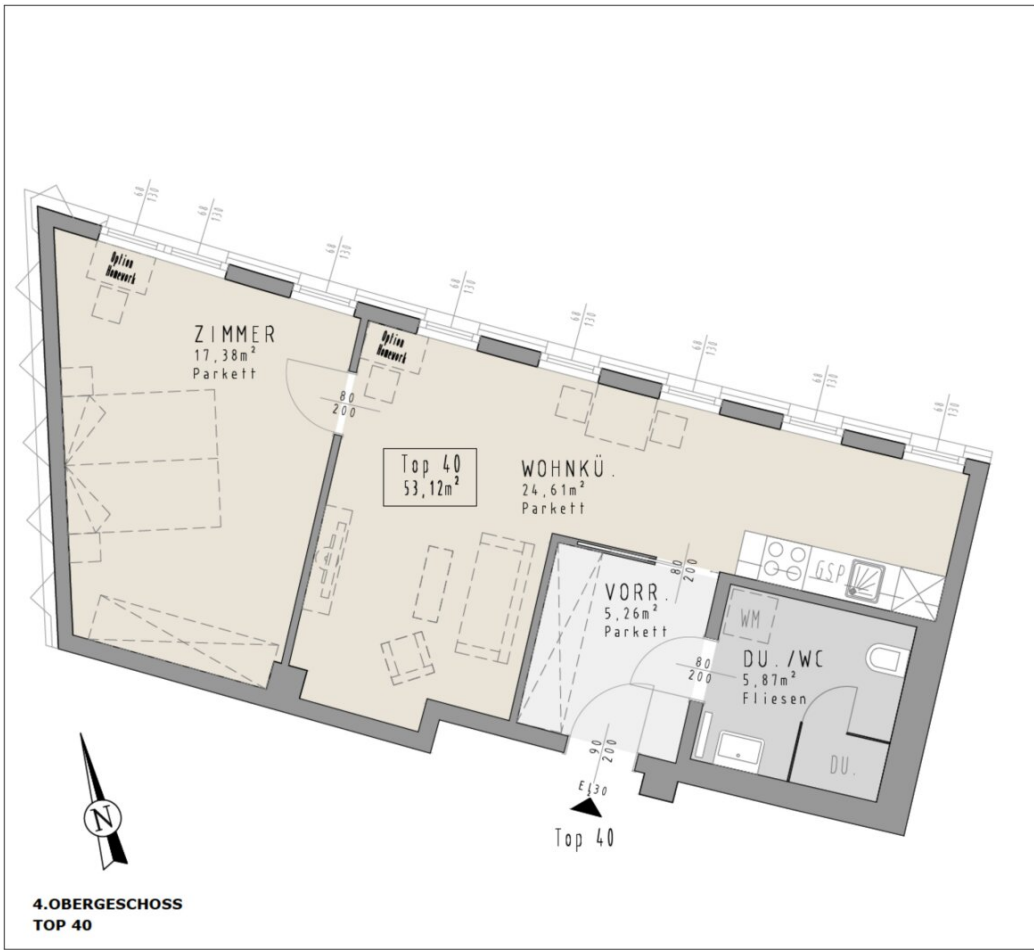 Option
Homework
ZIMMER
17,38m²
Parkett
Option
Homework
80
200
Top 40
53,12m²
WOHNKÜ.
24,61m²
Parkett
80
200
GSP
VORR.
5,26m²
Parkett
WM
DU./WC
5,87m²
Fliesen
80
200
DU.
90
200
EI₂30
Top 40
N
4.OBERGESCHOSS
TOP 40